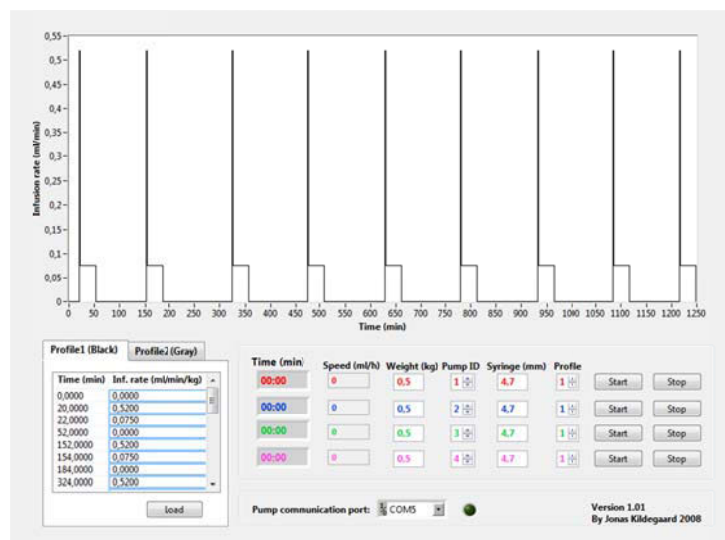 0,55
0,5
0,45
0,4
0,35
0,3
0,25
0,2
0,15
0,1
0,05
0
Infusion rate (ml/min)
0 50 100 150 200 250 300 350 400 450 500 550 600 650 700 750 800 850 900 950 1000 1050 1100 1150 1200 1250
Time (min)
Profile1 (Black) Profile2 (Gray)
Time (min) Inf. rate (ml/min/kg)
0,0000 0,0000
20,0000 0,5200
22,0000 0,0750
52,0000 0,0000
152,0000 0,5200
154,0000 0,0750
184,0000 0,0000
324,0000 0,5200
load
Time (min) Speed (ml/h) Weight (kg) Pump ID Syringe (mm) Profile
00:00 0 0,5 1 4,7 1 Start Stop
00:00 0 0,5 2 4,7 1 Start Stop
00:00 0 0,5 3 4,7 1 Start Stop
00:00 0 0,5 4 4,7 1 Start Stop
Pump communication port: COM5
Version 1.01
By Jonas Kildegaard 2008